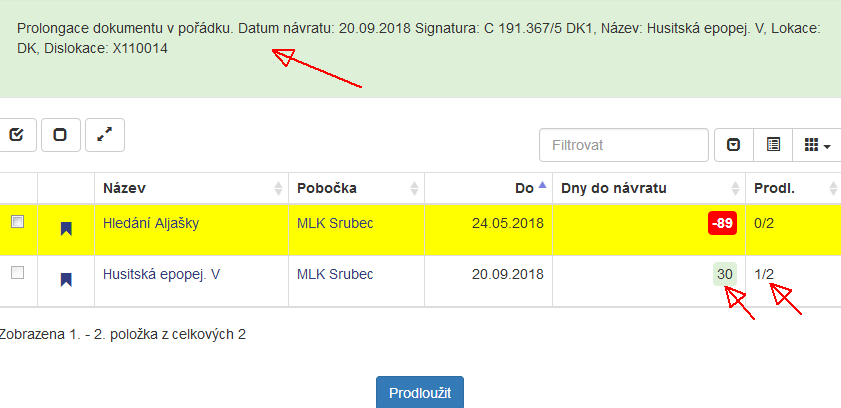 Prolongace dokumentu v pořádku. Datum návratu: 20.09.2018 Signatura: C 191.367/5 DK1, Název: Husitská epopej. V, Lokace:
DK, Dislokace: X110014
Filtrovat
Název Pobočka Do Dny do návratu Prodl.
Hledání Aljašky MLK Srubec 24.05.2018 -89 0/2
Husitská epopej. V MLK Srubec 20.09.2018 30 1/2
Zobrazena 1. - 2. položka z celkových 2
Prodloužit